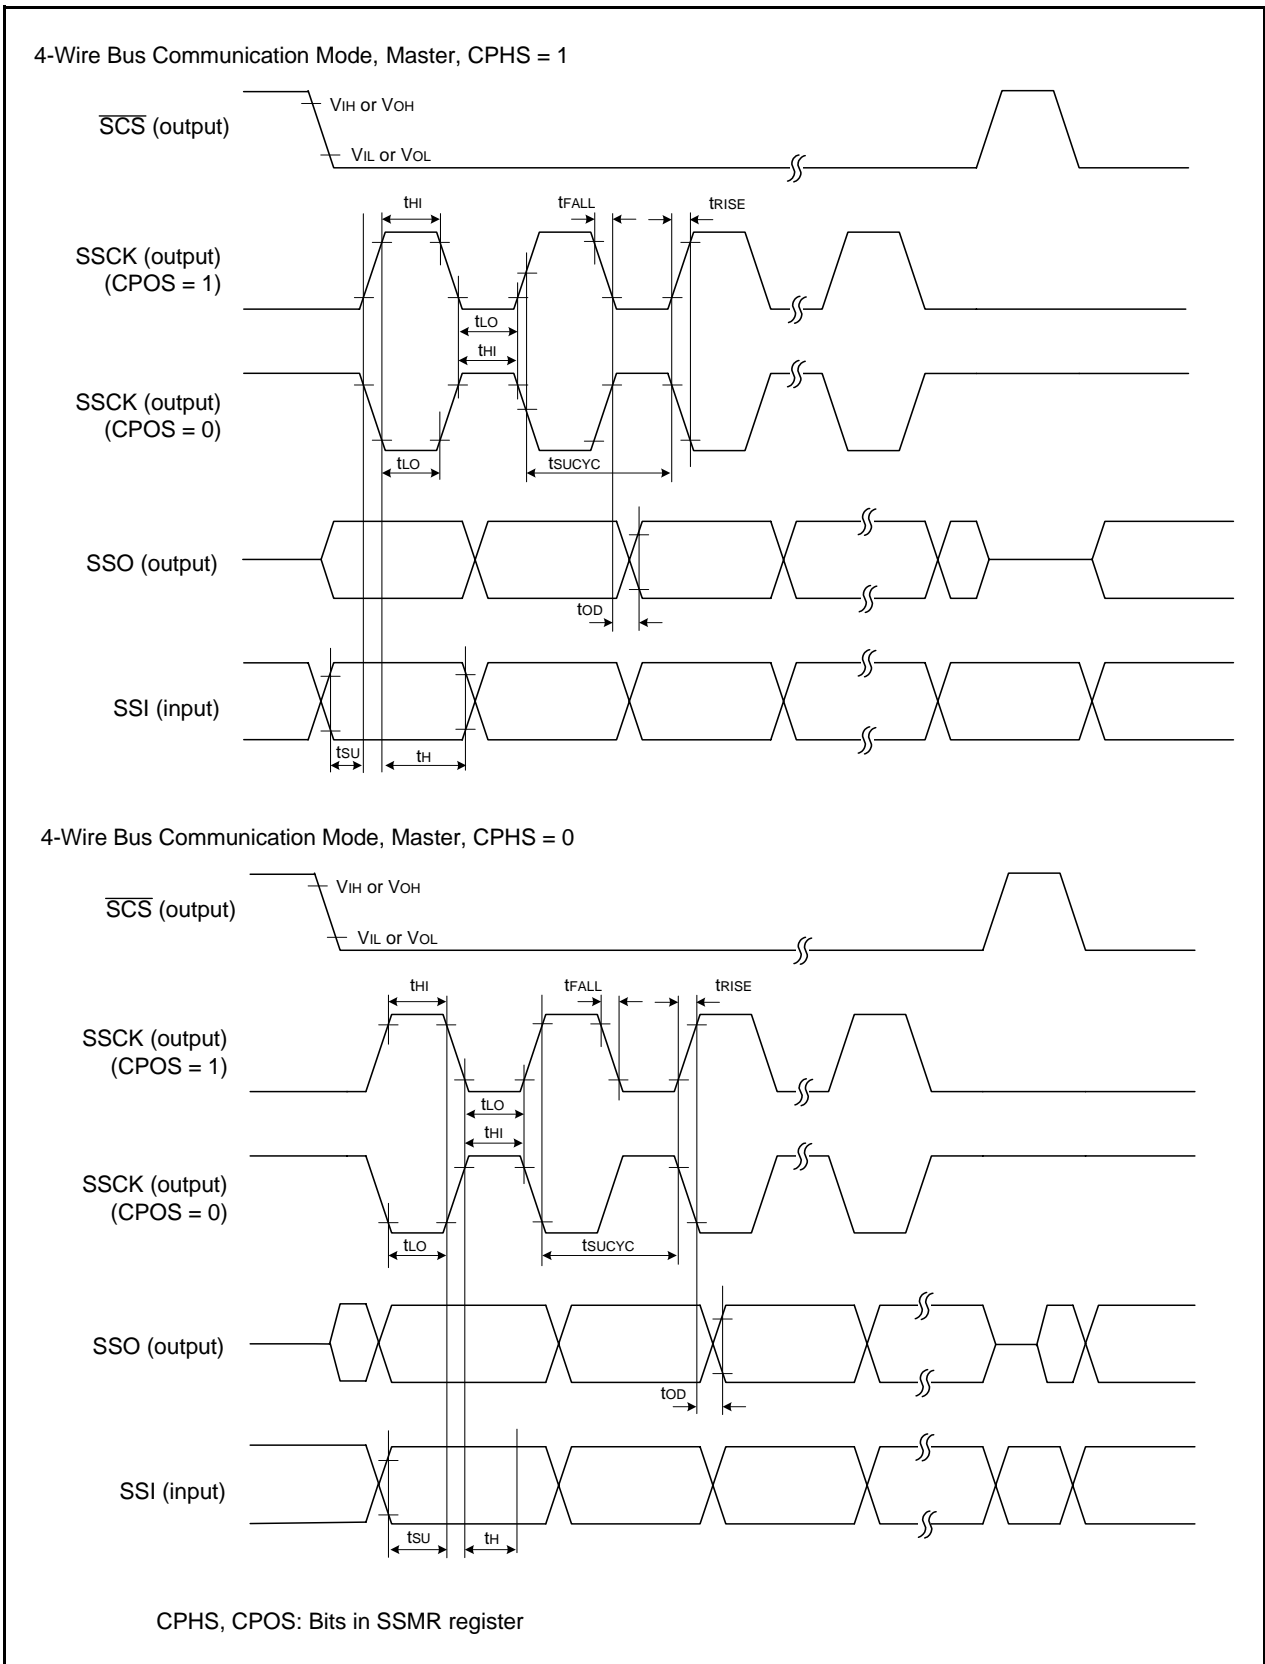 4-Wire Bus Communication Mode, Master, CPHS = 1
VIH or VOH
SCS (output)
VIL or VOL
tHI
tFALL
tRISE
SSCK (output)
(CPOS = 1)
tLO
tHI
SSCK (output)
(CPOS = 0)
tLO
tSUCYC
SSO (output)
tOD
SSI (input)
tSU
tH
4-Wire Bus Communication Mode, Master, CPHS = 0
VIH or VOH
SCS (output)
VIL or VOL
tHI
tFALL
tRISE
SSCK (output)
(CPOS = 1)
tLO
tHI
SSCK (output)
(CPOS = 0)
tLO
tSUCYC
SSO (output)
tOD
SSI (input)
tSU
tH
CPHS, CPOS: Bits in SSMR register